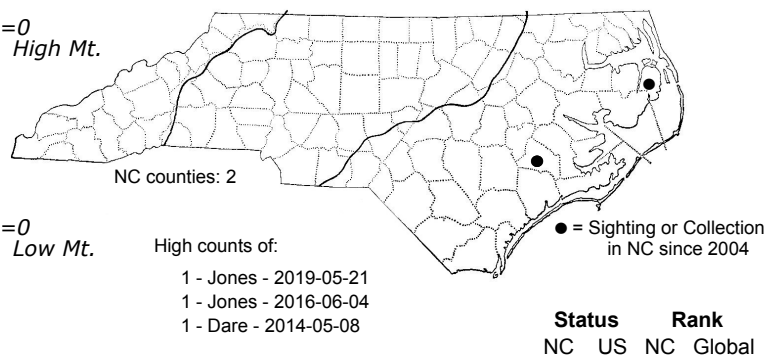 =0
High Mt.
NC counties: 2
=0
Low Mt.
High counts of:
1 - Jones - 2019-05-21
1 - Jones - 2016-06-04
1 - Dare - 2014-05-08
● = Sighting or Collection
in NC since 2004
Status Rank
NC US NC Global